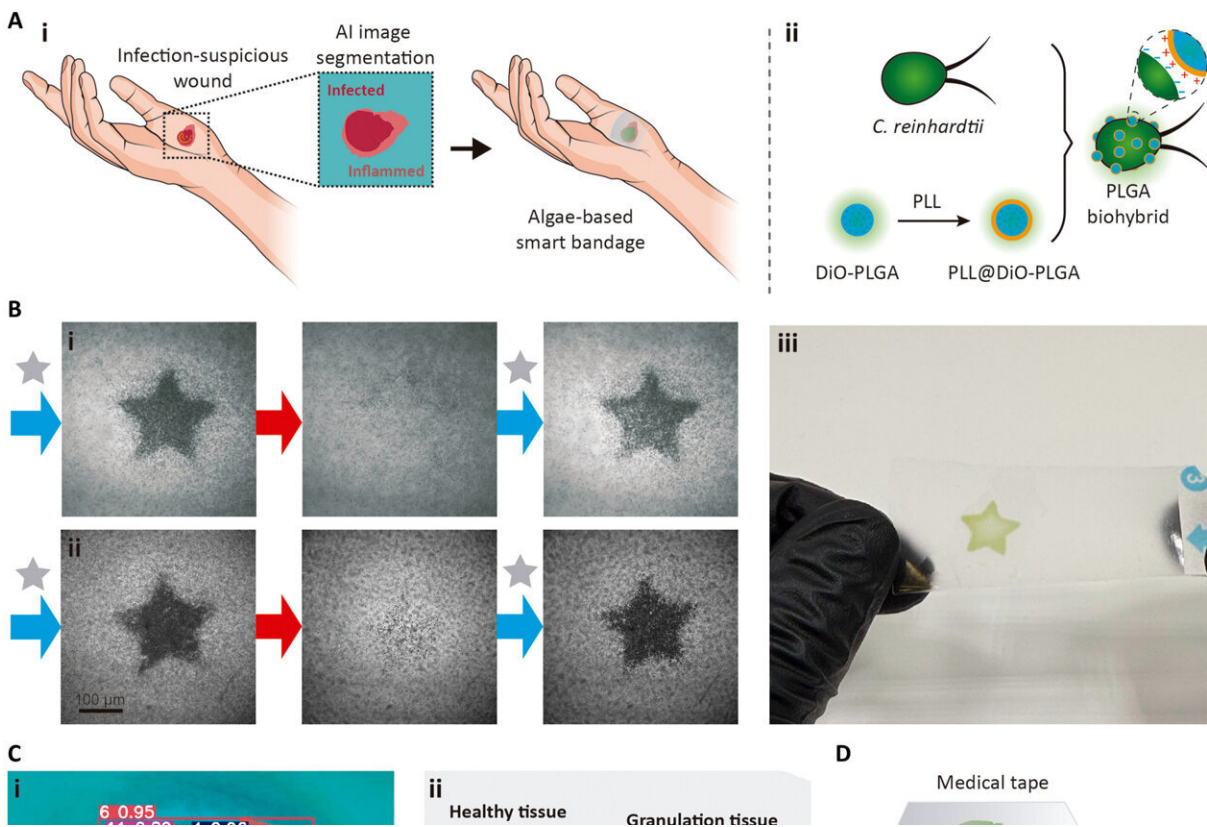 A
i
Infection-suspicious
wound
AI image
segmentation
Infected
Inflammed
Algae-based
smart bandage
ii
C. reinhardtii
DiO-PLGA
PLL
PLL@DiO-PLGA
PLGA
biohybrid
B
i
ii
100 µm
iii
3
C
i
6 0.95
ii
Healthy tissue
Granulation tissue
D
Medical tape